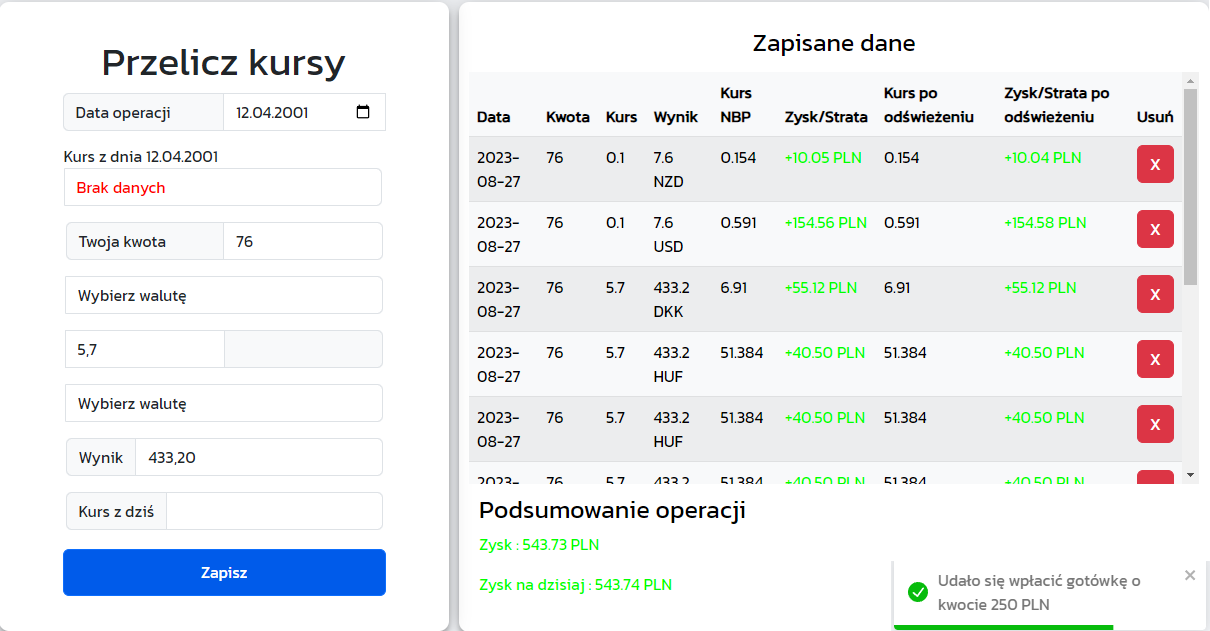 Przelicz kursy
Data operacji 12.04.2001
Kurs z dnia 12.04.2001
Brak danych
Twoja kwota 76
Wybierz walutę
5,7
Wybierz walutę
Wynik 433,20
Kurs z dziś
Zapisz
Zapisane dane
Data Kwota Kurs Wynik Kurs NBP Zysk/Strata Kurs po odświeżeniu Zysk/Strata po odświeżeniu Usuń
2023-08-27 76 0.1 7.6 NZD 0.154 +10.05 PLN 0.154 +10.04 PLN X
2023-08-27 76 0.1 7.6 USD 0.591 +154.56 PLN 0.591 +154.58 PLN X
2023-08-27 76 5.7 433.2 DKK 6.91 +55.12 PLN 6.91 +55.12 PLN X
2023-08-27 76 5.7 433.2 HUF 51.384 +40.50 PLN 51.384 +40.50 PLN X
2023-08-27 76 5.7 433.2 HUF 51.384 +40.50 PLN 51.384 +40.50 PLN X
2023- 76 5.7 433.2 51.384 +40.50 PLN 51.384 +40.50 PLN
Podsumowanie operacji
Zysk : 543.73 PLN
Zysk na dzisiaj : 543.74 PLN
Udało się wpłacić gotówkę o
kwocie 250 PLN